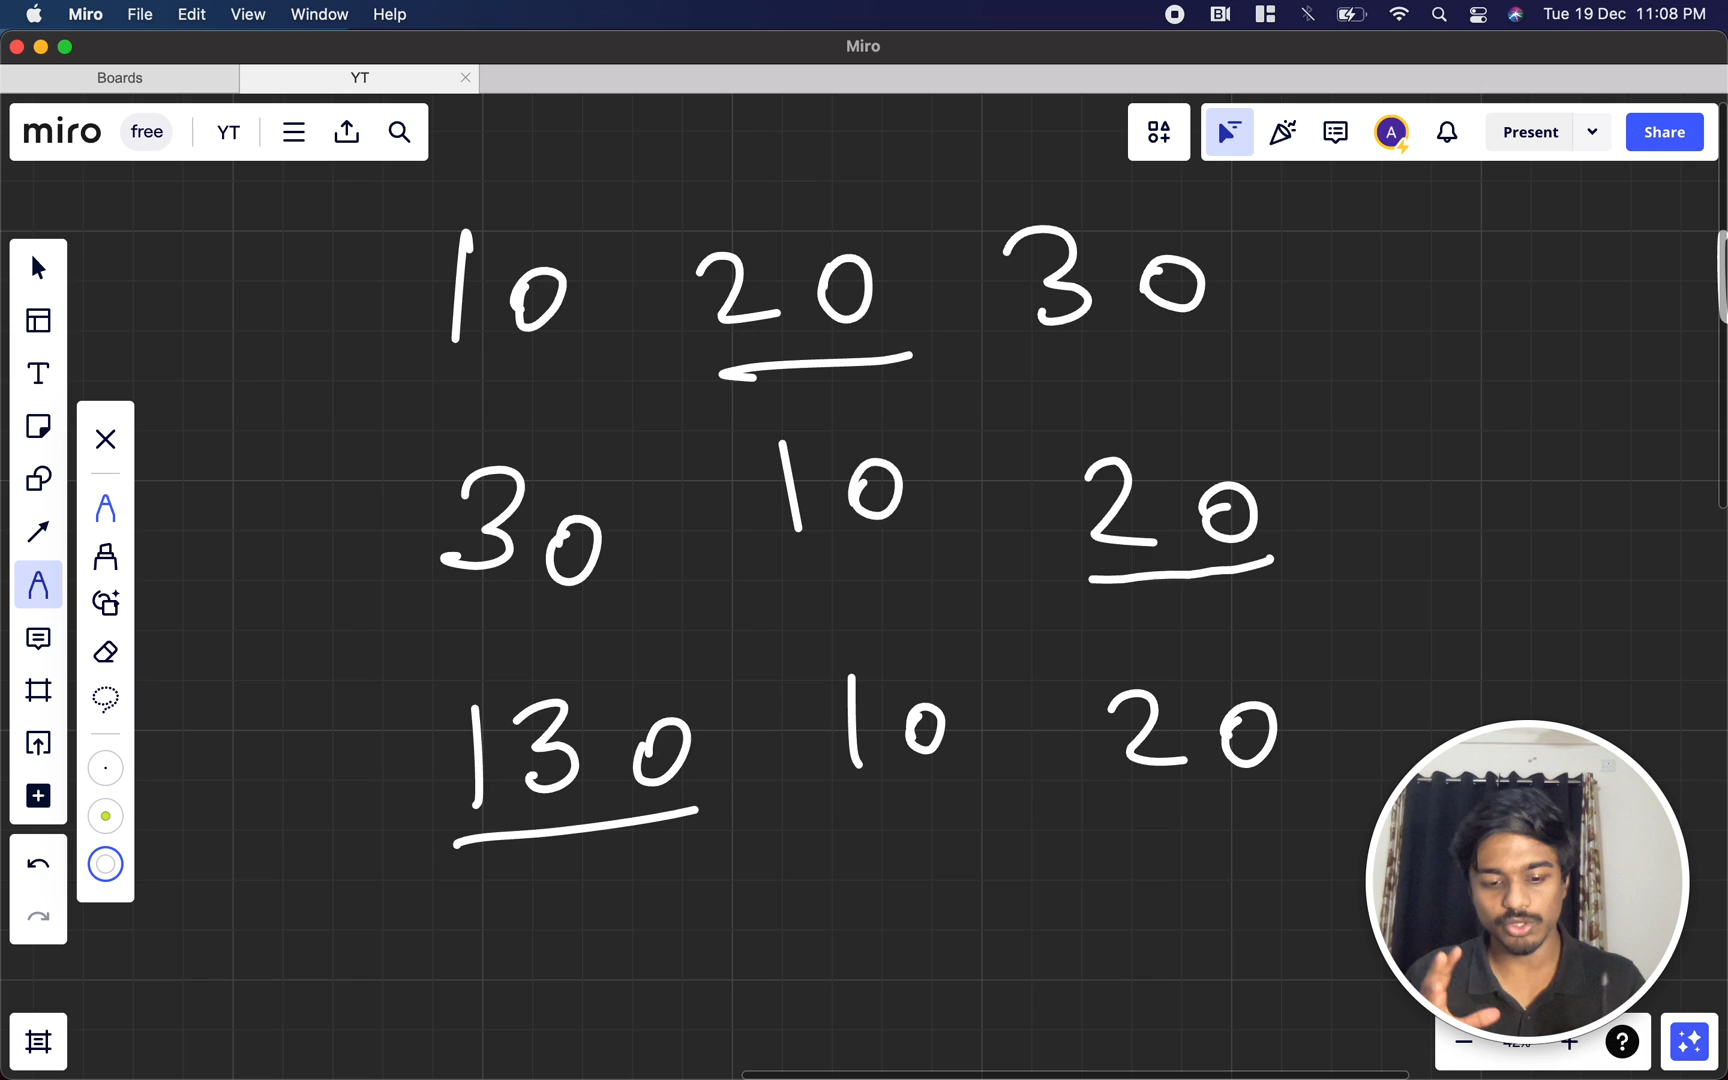 Miro File Edit View Window Help Tue 19 Dec 11:08 PM
Miro
Boards YT
miro free YT Present Share
A
10 20 30
30 10 20
130 10 20
42%